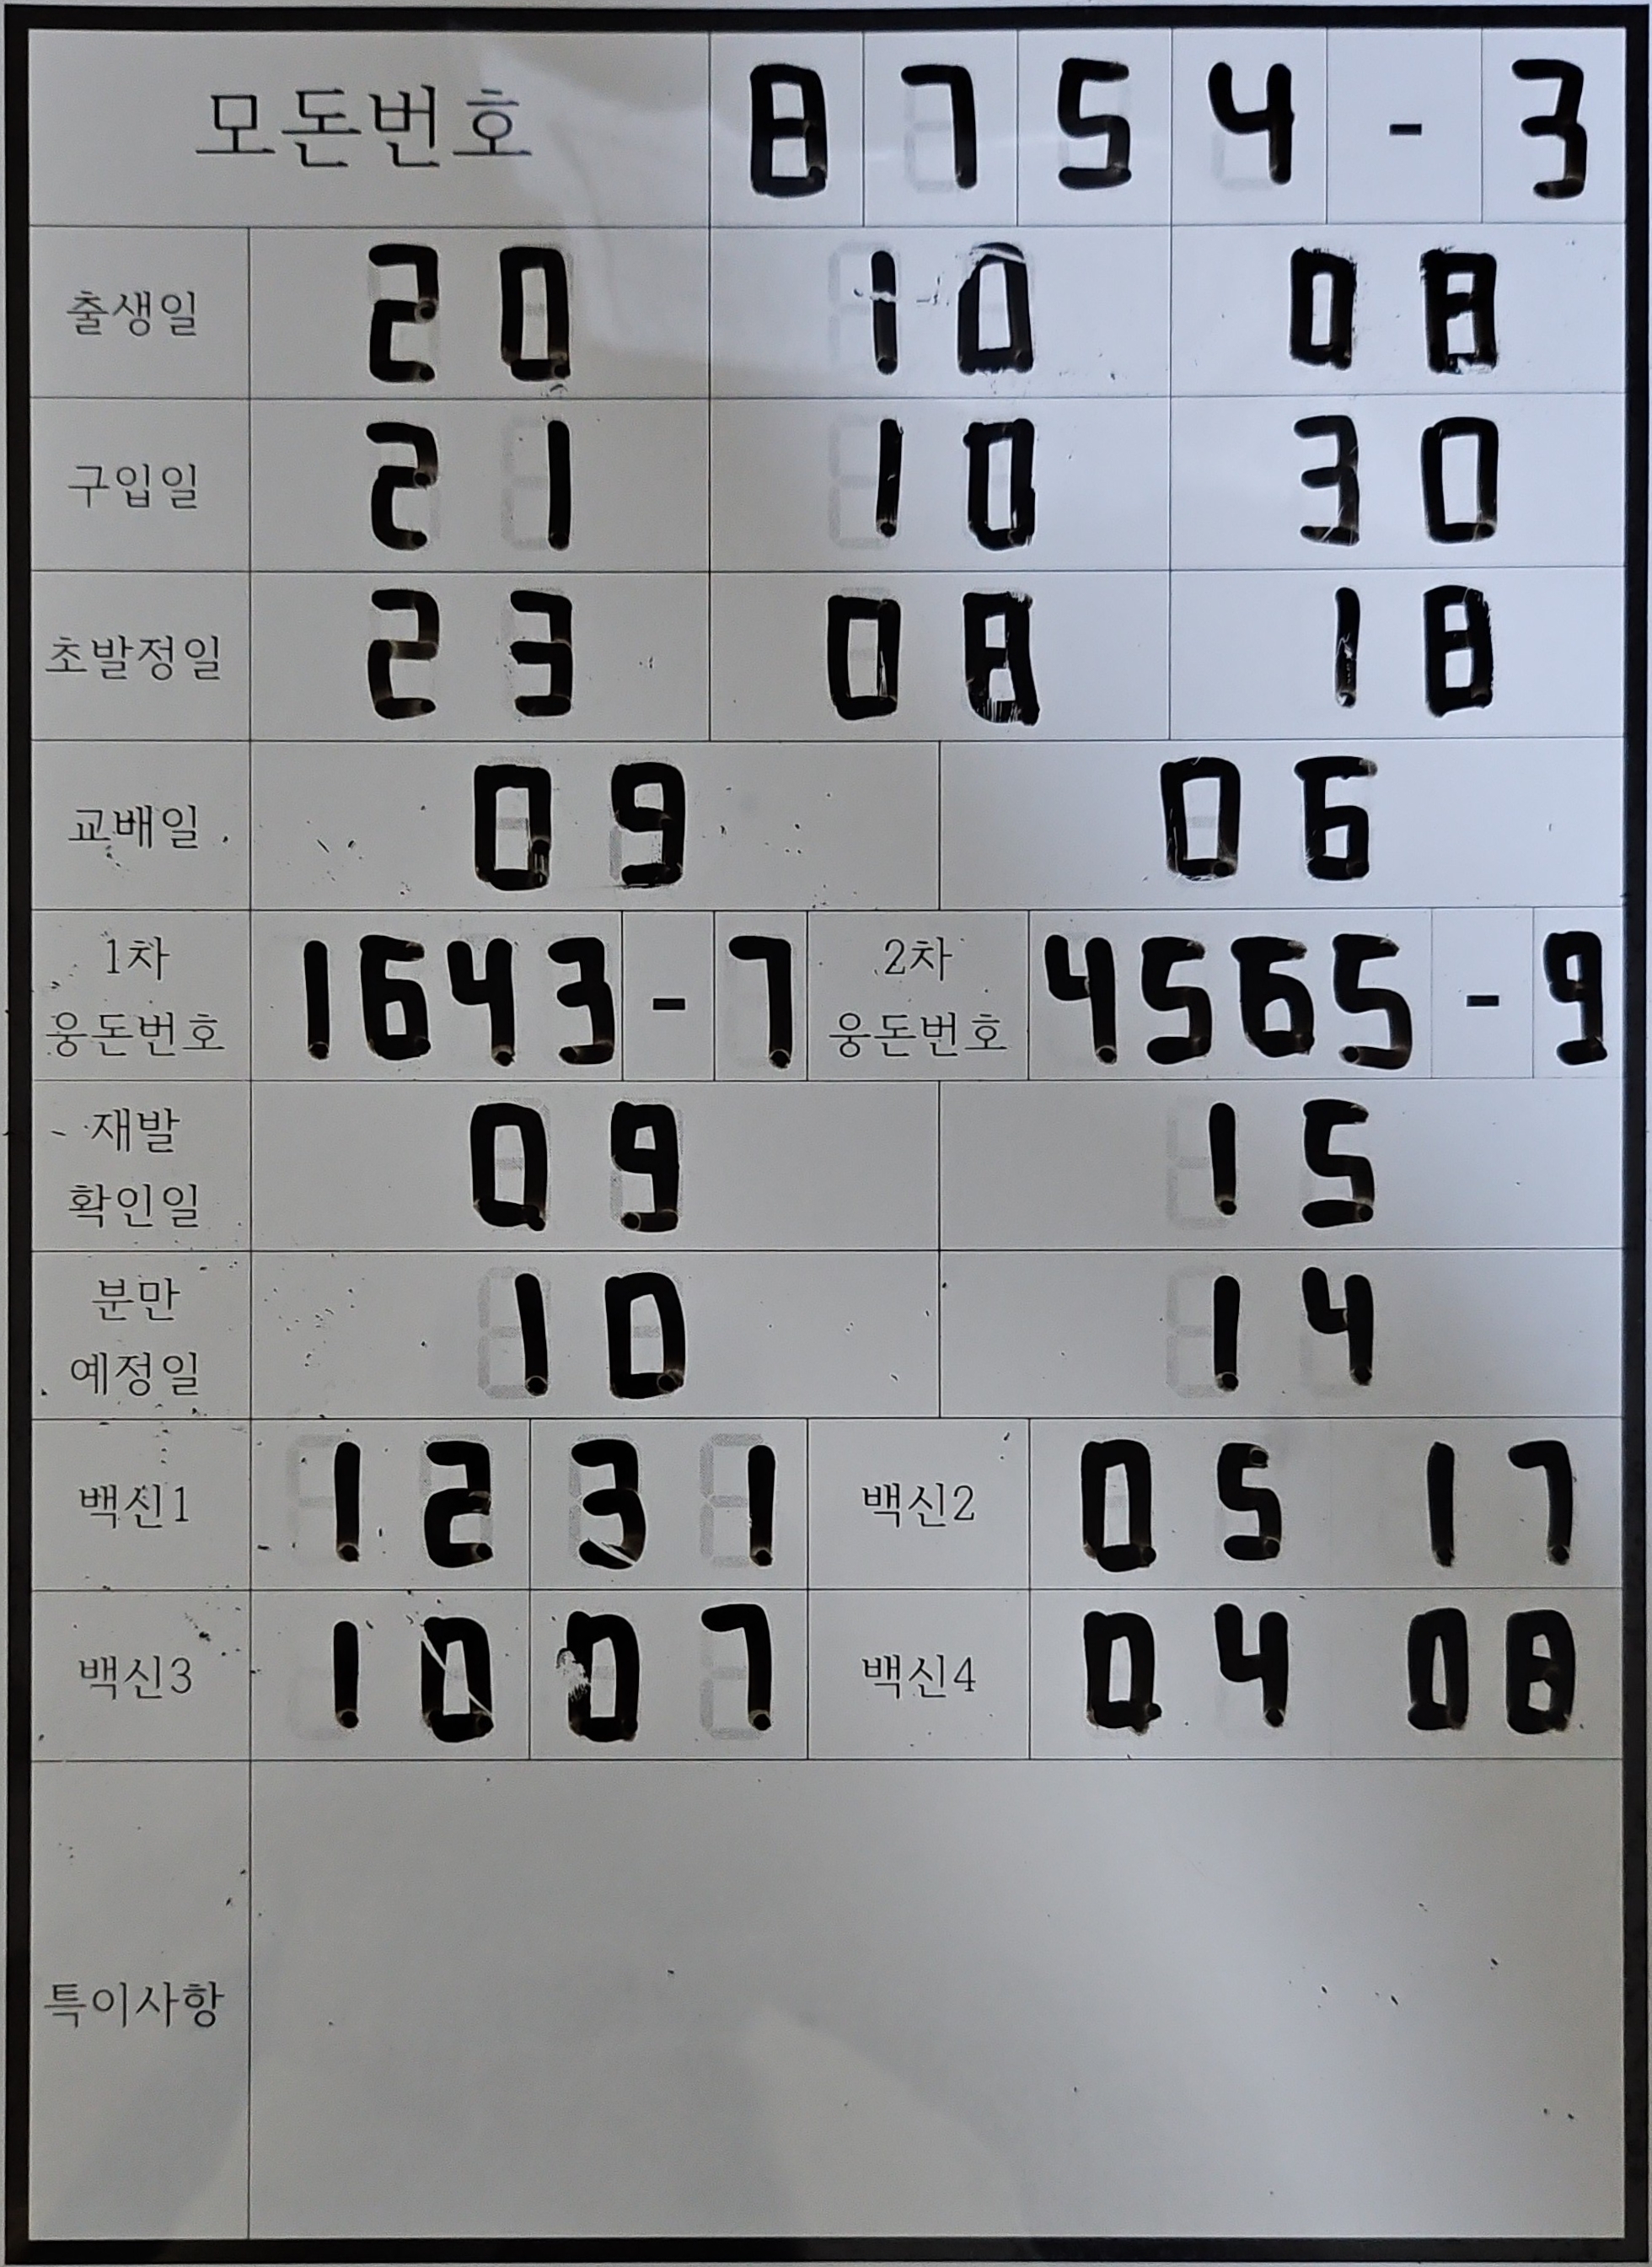 모돈번호 8 7 5 4 - 3
출생일 20 10 08
구입일 21 10 30
초발정일 23 08 18
교배일 09 06
1차 웅돈번호 1643 - 7 2차 웅돈번호 4565 - 9
재발 확인일 09 15
분만 예정일 10 14
백신1 12 31 백신2 05 17
백신3 10 07 백신4 04 08
특이사항